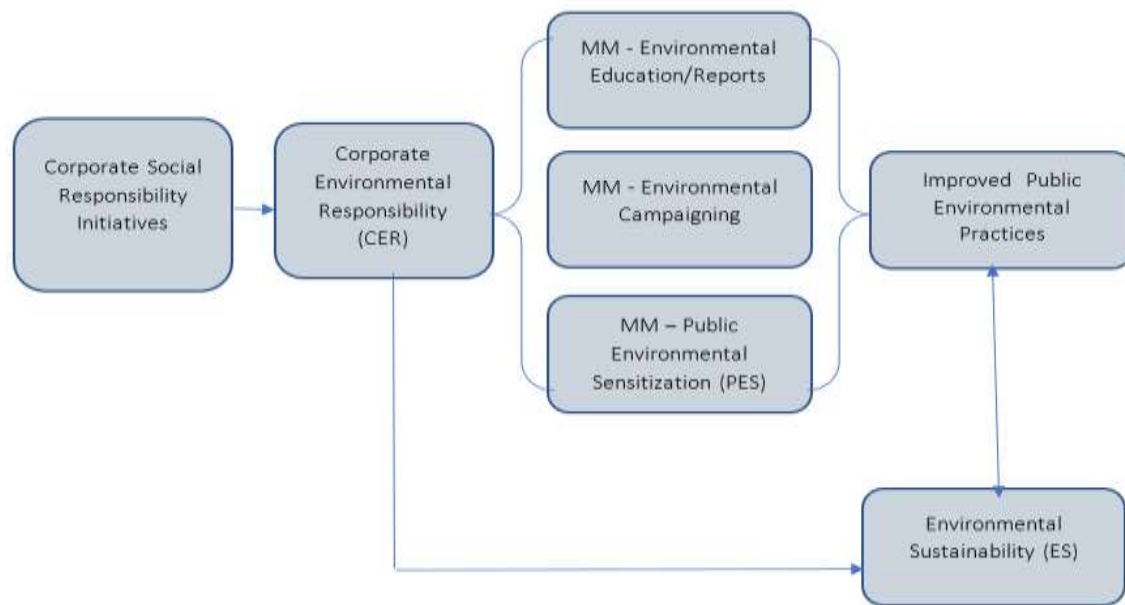 Corporate Social
Responsibility
Initiatives
Corporate
Environmental
Responsibility
(CER)
MM - Environmental
Education/Reports
MM - Environmental
Campaigning
MM – Public
Environmental
Sensitization (PES)
Improved Public
Environmental
Practices
Environmental
Sustainability (ES)